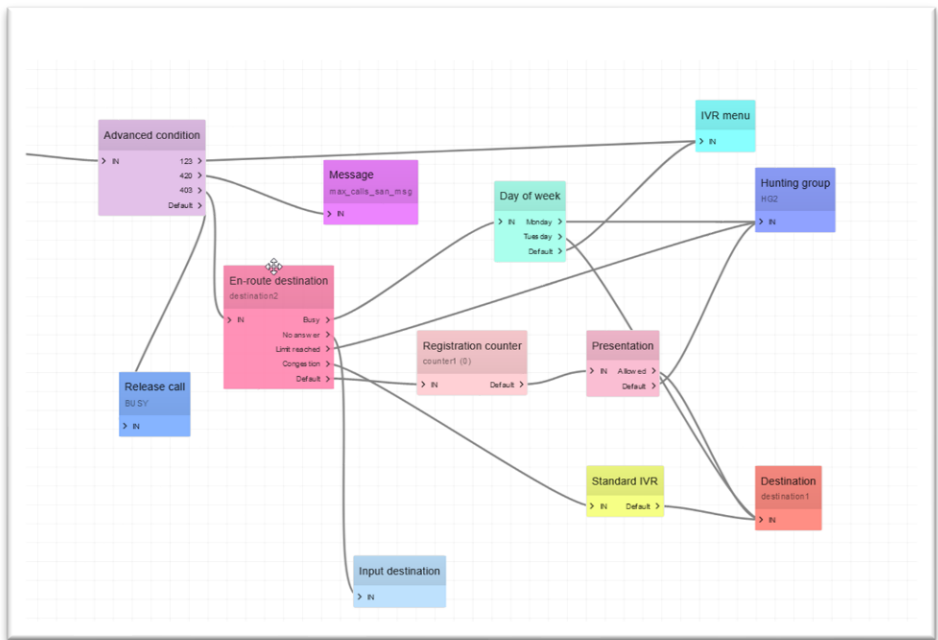 Advanced condition
IN
123
420
403
Default
Message
max_calls_san_msg
IN
IVR menu
IN
Day of week
IN
Monday
Tuesday
Default
Hunting group
HG2
IN
En-route destination
destination2
IN
Busy
No answer
Limit reached
Congestion
Default
Registration counter
counter1 (0)
IN
Default
Presentation
IN
Allowed
Default
Release call
BUSY
IN
Standard IVR
IN
Default
Destination
destination1
IN
Input destination
IN